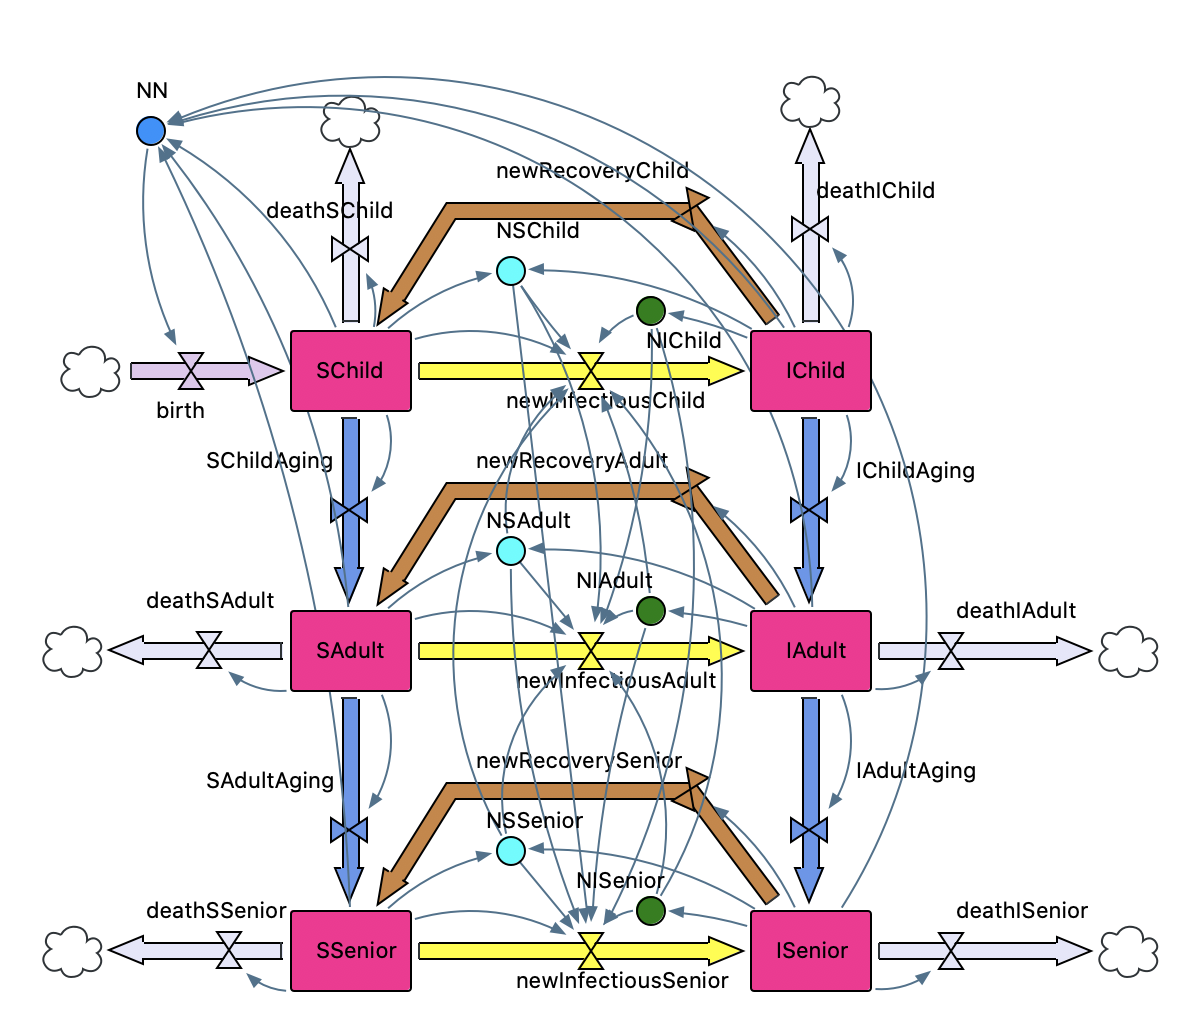 NN
newRecoveryChild
deathIChild
deathSChild
NSChild
NIChild
SChild
IChild
newInfectiousChild
birth
SChildAging
newRecoveryAdult
IChildAging
NSAdult
NIAdult
deathSAdult
deathIAdult
SAdult
IAdult
newInfectiousAdult
newRecoverySenior
SAdultAging
IAdultAging
NSSenior
NISenior
deathSSenior
deathISenior
SSenior
ISenior
newInfectiousSenior